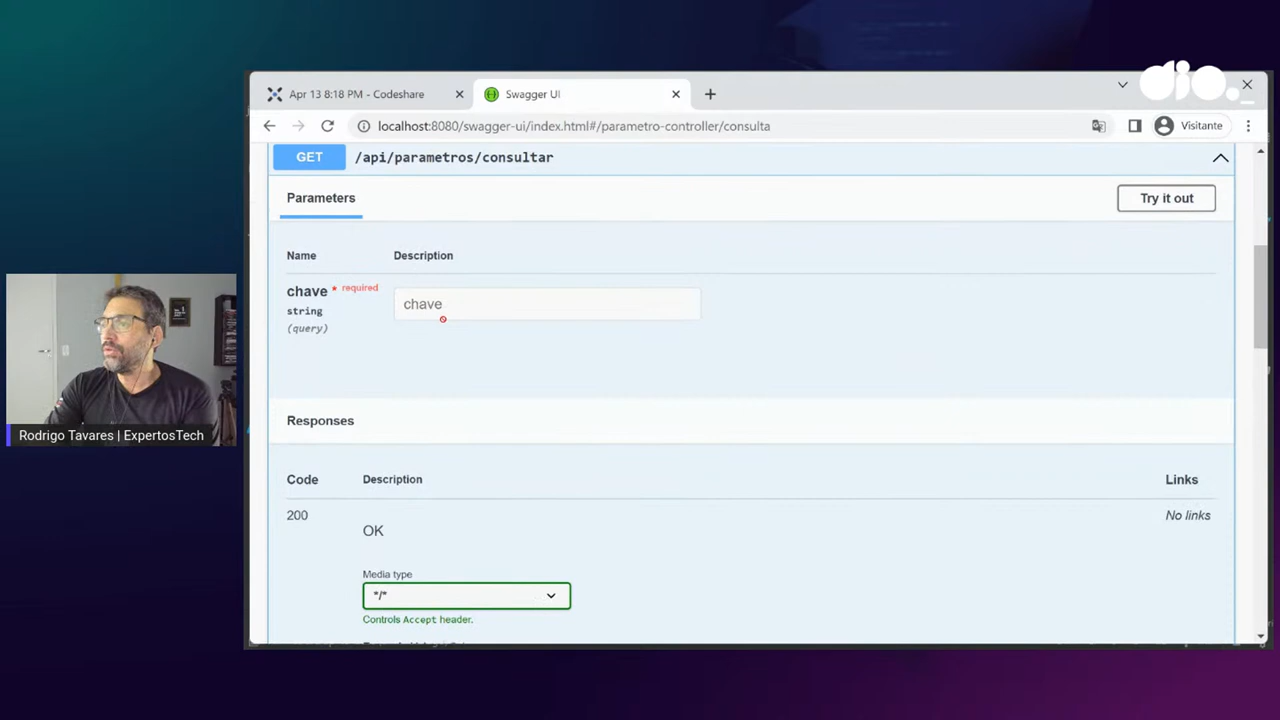 dio.
Apr 13 8:18 PM - Codeshare
Swagger UI
localhost:8080/swagger-ui/index.html#/parametro-controller/consulta
Visitante
GET /api/parametros/consultar
Parameters
Try it out
Name Description
chave * required
string
(query)
chave
Responses
Code Description Links
200 OK No links
Media type
*/*
Controls Accept header.
Rodrigo Tavares | ExpertosTech